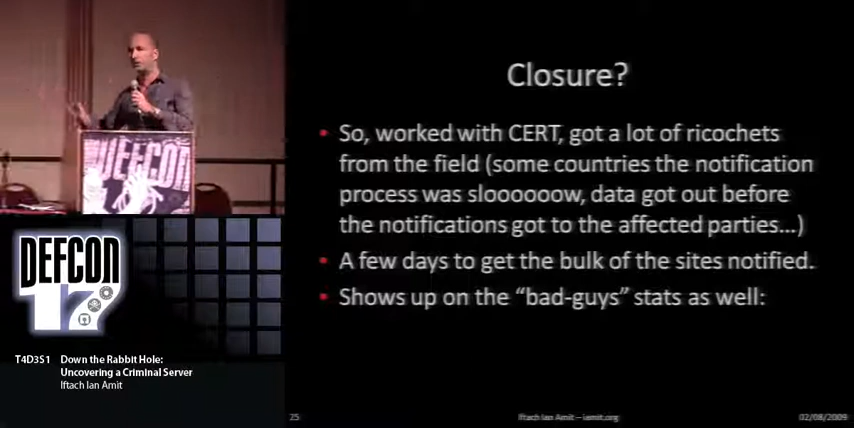 Closure?
• So, worked with CERT, got a lot of ricochets
from the field (some countries the notification
process was sloooooow, data got out before
the notifications got to the affected parties...)
• A few days to get the bulk of the sites notified.
• Shows up on the “bad-guys” stats as well:
25
Iftach Ian Amit – iamit.org
02/08/2009
DEFCON
DEFCON
17
T4D3S1 Down the Rabbit Hole:
Uncovering a Criminal Server
Iftach Ian Amit